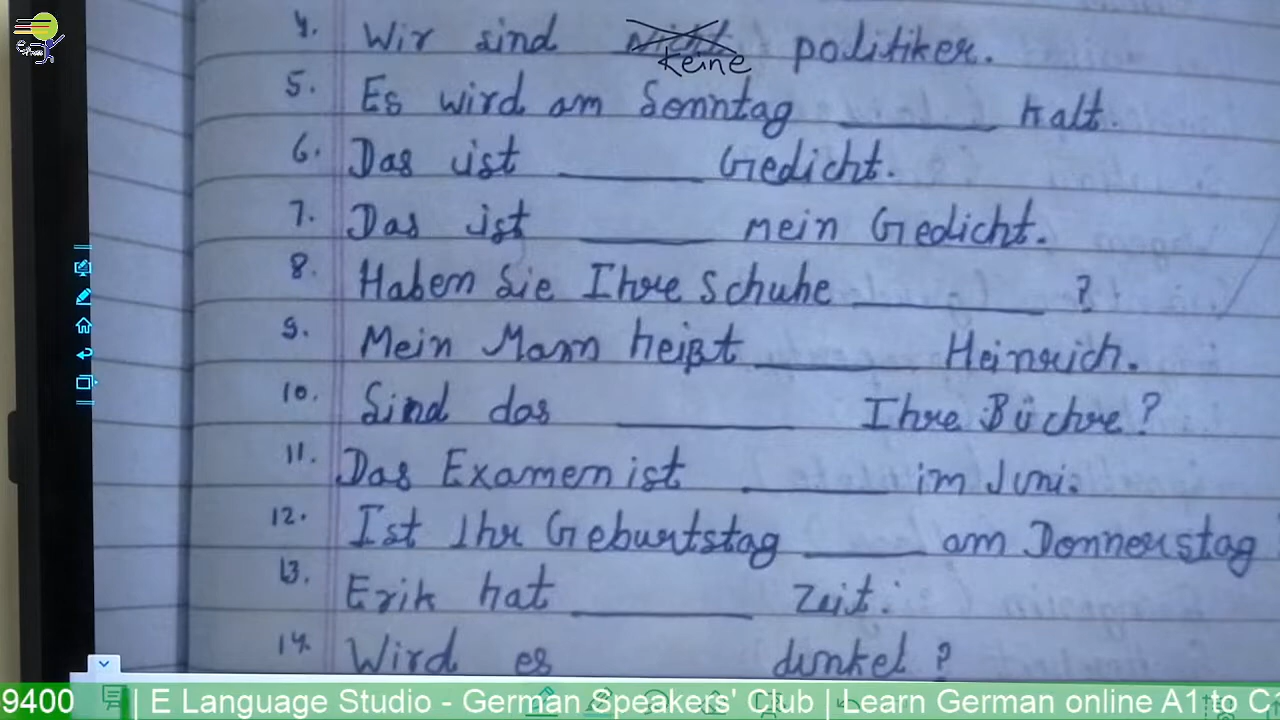 4. Wir sind nicht keine politiker.
5. Es wird am Sonntag ______ kalt.
6. Das ist ______ Gedicht.
7. Das ist ______ mein Gedicht.
8. Haben Sie Ihre Schuhe ______ ?
9. Mein Mann heißt ______ Heinrich.
10. Sind das ______ Ihre Büchre?
11. Das Examen ist ______ im Juni.
12. Ist Ihr Geburtstag ______ am Donnerstag
13. Erik hat ______ Zeit.
14. Wird es dunkel ?
9400 | E Language Studio - German Speakers' Club | Learn German online A1 to C1